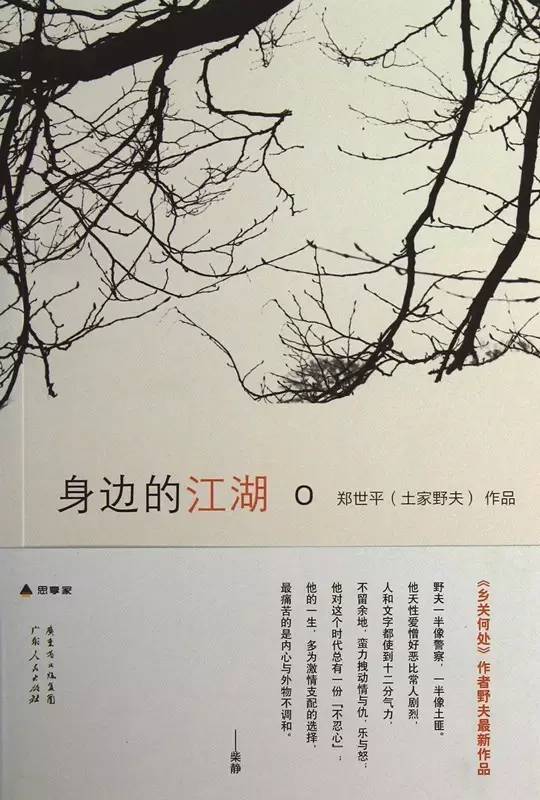 身边的江湖
郑世平(土家野夫)作品
《乡关何处》作者野夫最新作品
野夫一半像警察,一半像土匪。
他天性爱憎好恶比常人剧烈,
人和文字都使到十二分气力,
不留余地,蛮力拽动情与仇,乐与怒;
他对这个时代总有一份「不忍心」;
他的一生,多为激情支配的选择,
最痛苦的是内心与外物不调和。
——柴静
思享家
广东省出版集团
广东人民出版社